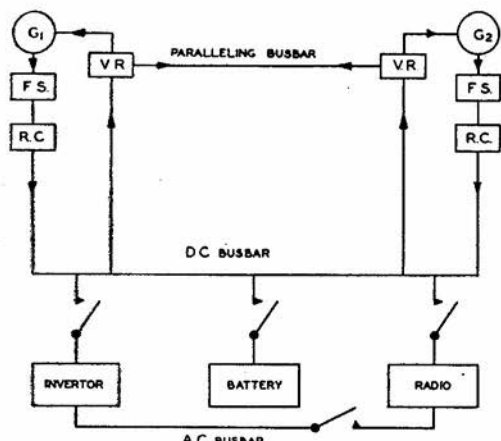 G1
G2
V.R
PARALLELING BUSBAR
V.R
F.S.
F.S.
R.C.
R.C.
DC BUSBAR
INVERTOR
BATTERY
RADIO
A.C BUSBAR